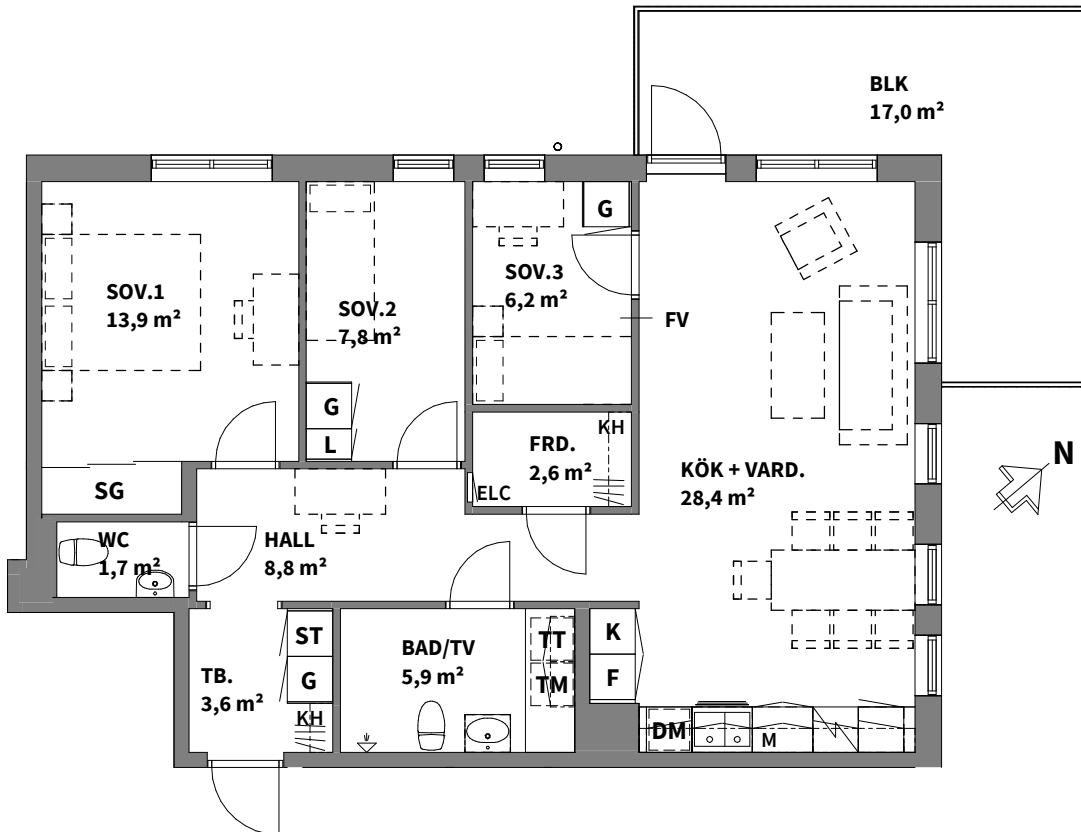 BLK
17,0 m²
G
SOV.3
6,2 m²
SOV.1
13,9 m²
SOV.2
7,8 m²
FV
G
L
KH
FRD.
2,6 m²
ELC
KÖK + VARD.
28,4 m²
N
SG
WC
1,7 m²
HALL
8,8 m²
ST
G
KH
TB.
3,6 m²
BAD/TV
5,9 m²
TT
TM
K
F
DM
M